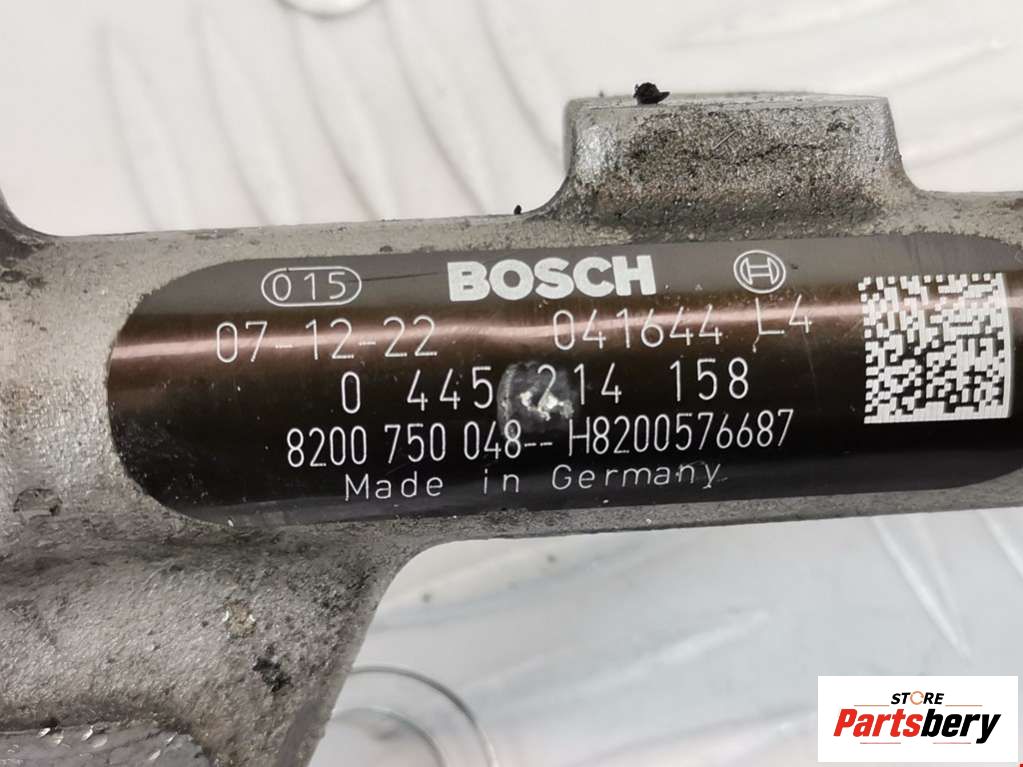 015 BOSCH
07-12-22 041644 L4
0 445 214 158
8200 750 048-- H8200576687
Made in Germany
STORE
Partsbery